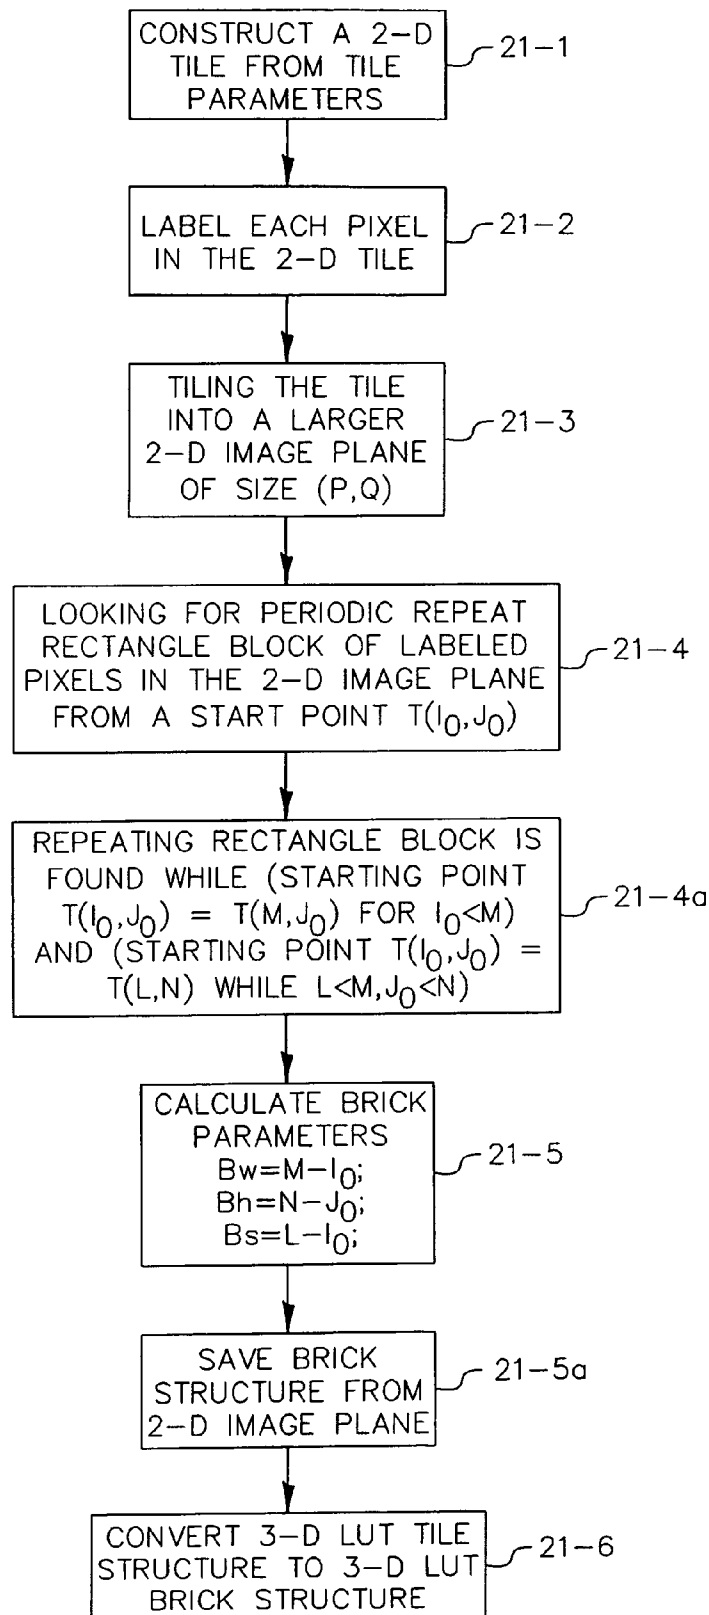 CONSTRUCT A 2-D
TILE FROM TILE
PARAMETERS
21-1
LABEL EACH PIXEL
IN THE 2-D TILE
21-2
TILING THE TILE
INTO A LARGER
2-D IMAGE PLANE
OF SIZE (P,Q)
21-3
LOOKING FOR PERIODIC REPEAT
RECTANGLE BLOCK OF LABELED
PIXELS IN THE 2-D IMAGE PLANE
FROM A START POINT T(I0,J0)
21-4
REPEATING RECTANGLE BLOCK IS
FOUND WHILE (STARTING POINT
T(I0,J0) = T(M,J0) FOR I0<M)
AND (STARTING POINT T(I0,J0) =
T(L,N) WHILE L<M,J0<N)
21-4a
CALCULATE BRICK
PARAMETERS
Bw=M-I0;
Bh=N-J0;
Bs=L-I0;
21-5
SAVE BRICK
STRUCTURE FROM
2-D IMAGE PLANE
21-5a
CONVERT 3-D LUT TILE
STRUCTURE TO 3-D LUT
BRICK STRUCTURE
21-6